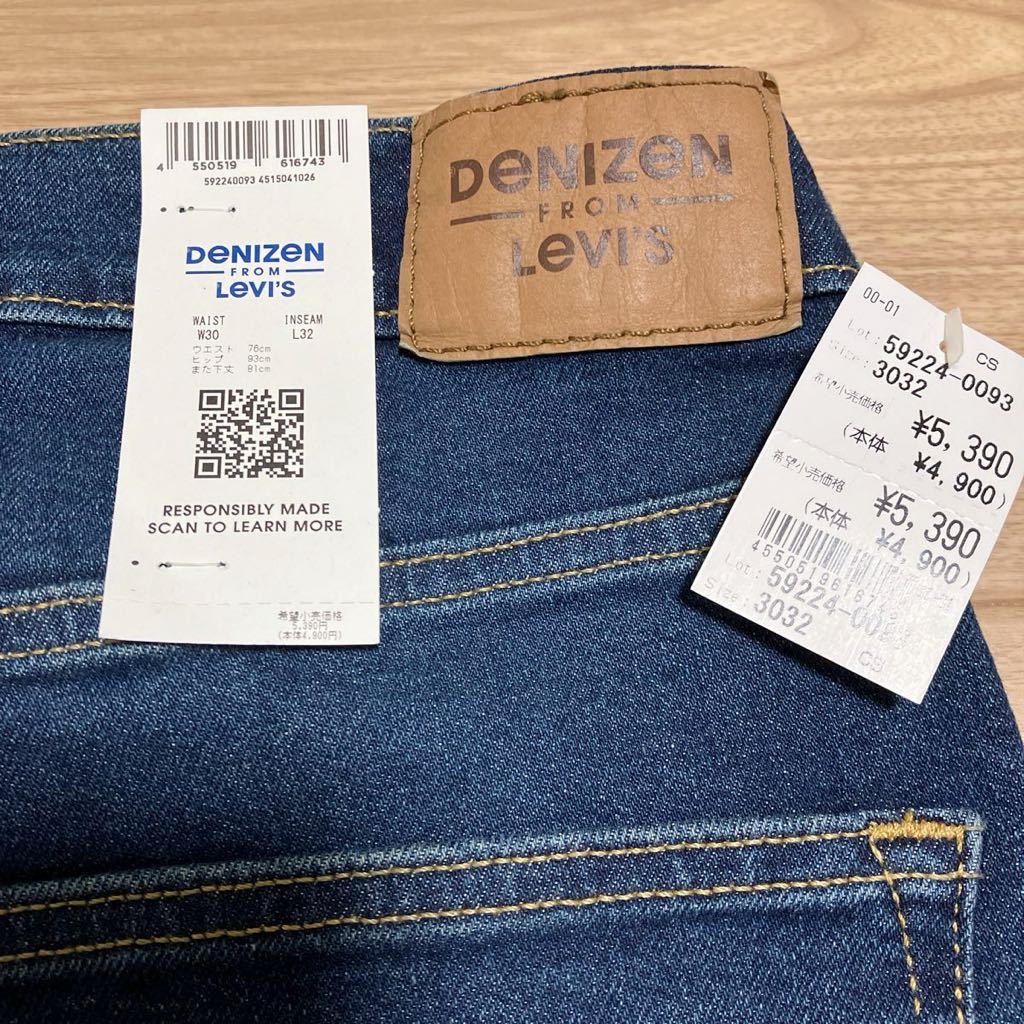 4 550519 616743
592240093 4515041026
DENIZEN
FROM
LEVI'S
WAIST INSEAM
W30 L32
ウエスト 76cm
ヒップ 93cm
また下丈 81cm
RESPONSIBLY MADE
SCAN TO LEARN MORE
希望小売価格
5,390円
(本体4,900円)
DENIZEN
FROM
LEVI'S
00-01
CS
Lot: 59224-0093
Size: 3032
希望小売価格 ¥5,390
(本体 ¥4,900)
希望小売価格 ¥5,390
(本体 ¥4,900)
Lot: 59224-00
Size: 3032
CS